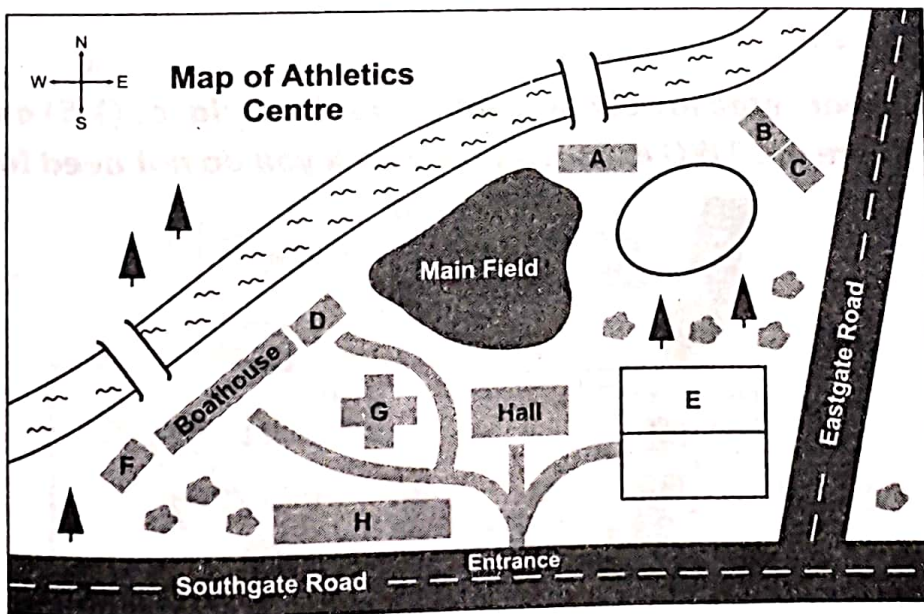 N
W E
S
Map of Athletics
Centre
A
B
C
Main Field
D
Boathouse
G
Hall
E
F
H
Eastgate Road
Entrance
Southgate Road